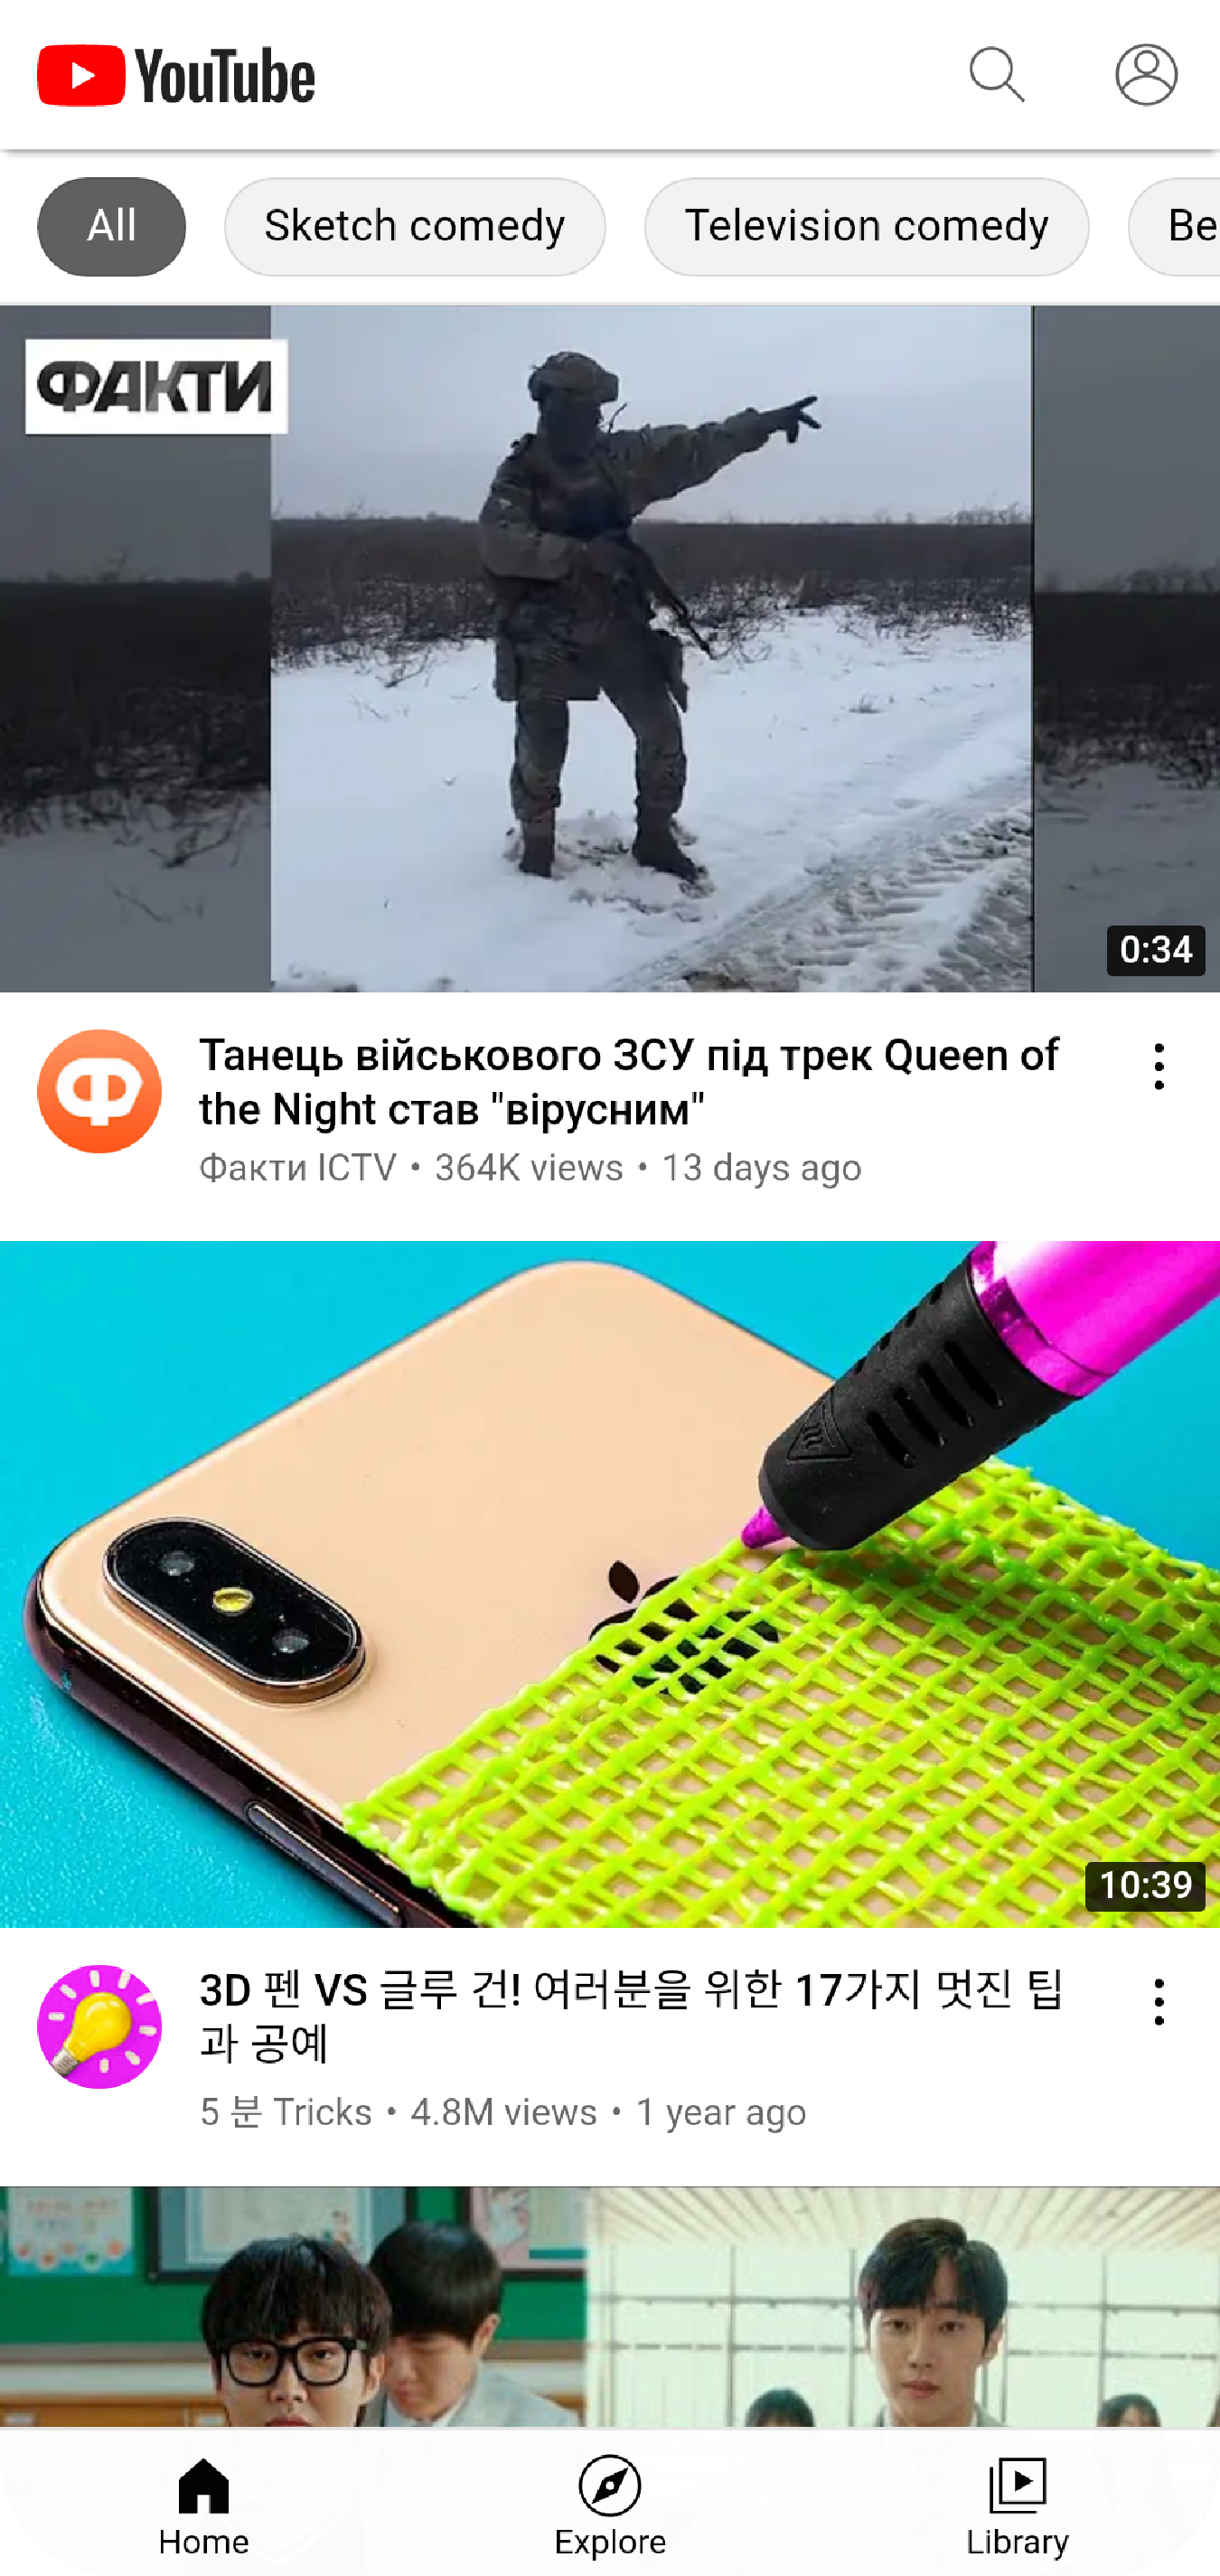 YouTube
All
Sketch comedy
Television comedy
Be
ФАКТИ
0:34
Танець військового ЗСУ під трек Queen of
the Night став "вірусним"
Факти ICTV • 364K views • 13 days ago
10:39
3D 펜 VS 글루 건! 여러분을 위한 17가지 멋진 팁
과 공예
5 분 Tricks • 4.8M views • 1 year ago
Home
Explore
Library